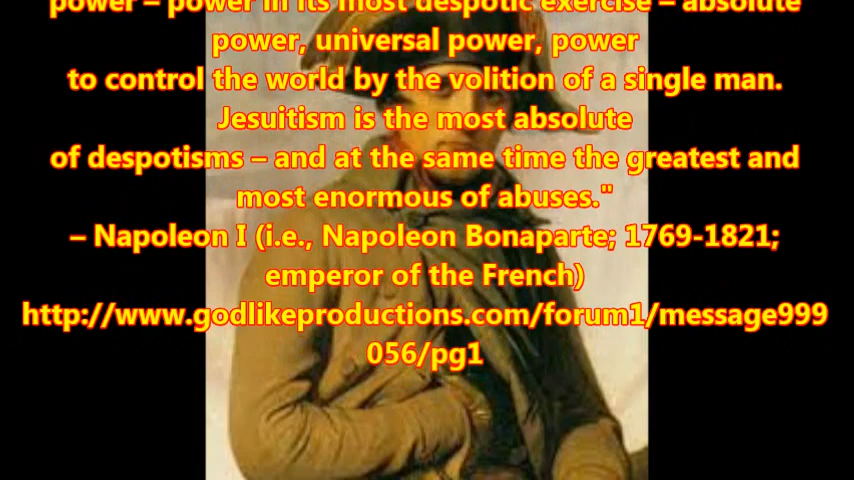 power – power in its most despotic exercise – absolute
power, universal power, power
to control the world by the volition of a single man.
Jesuitism is the most absolute
of despotisms – and at the same time the greatest and
most enormous of abuses."
– Napoleon I (i.e., Napoleon Bonaparte; 1769-1821;
emperor of the French)
http://www.godlikeproductions.com/forum1/message999
056/pg1